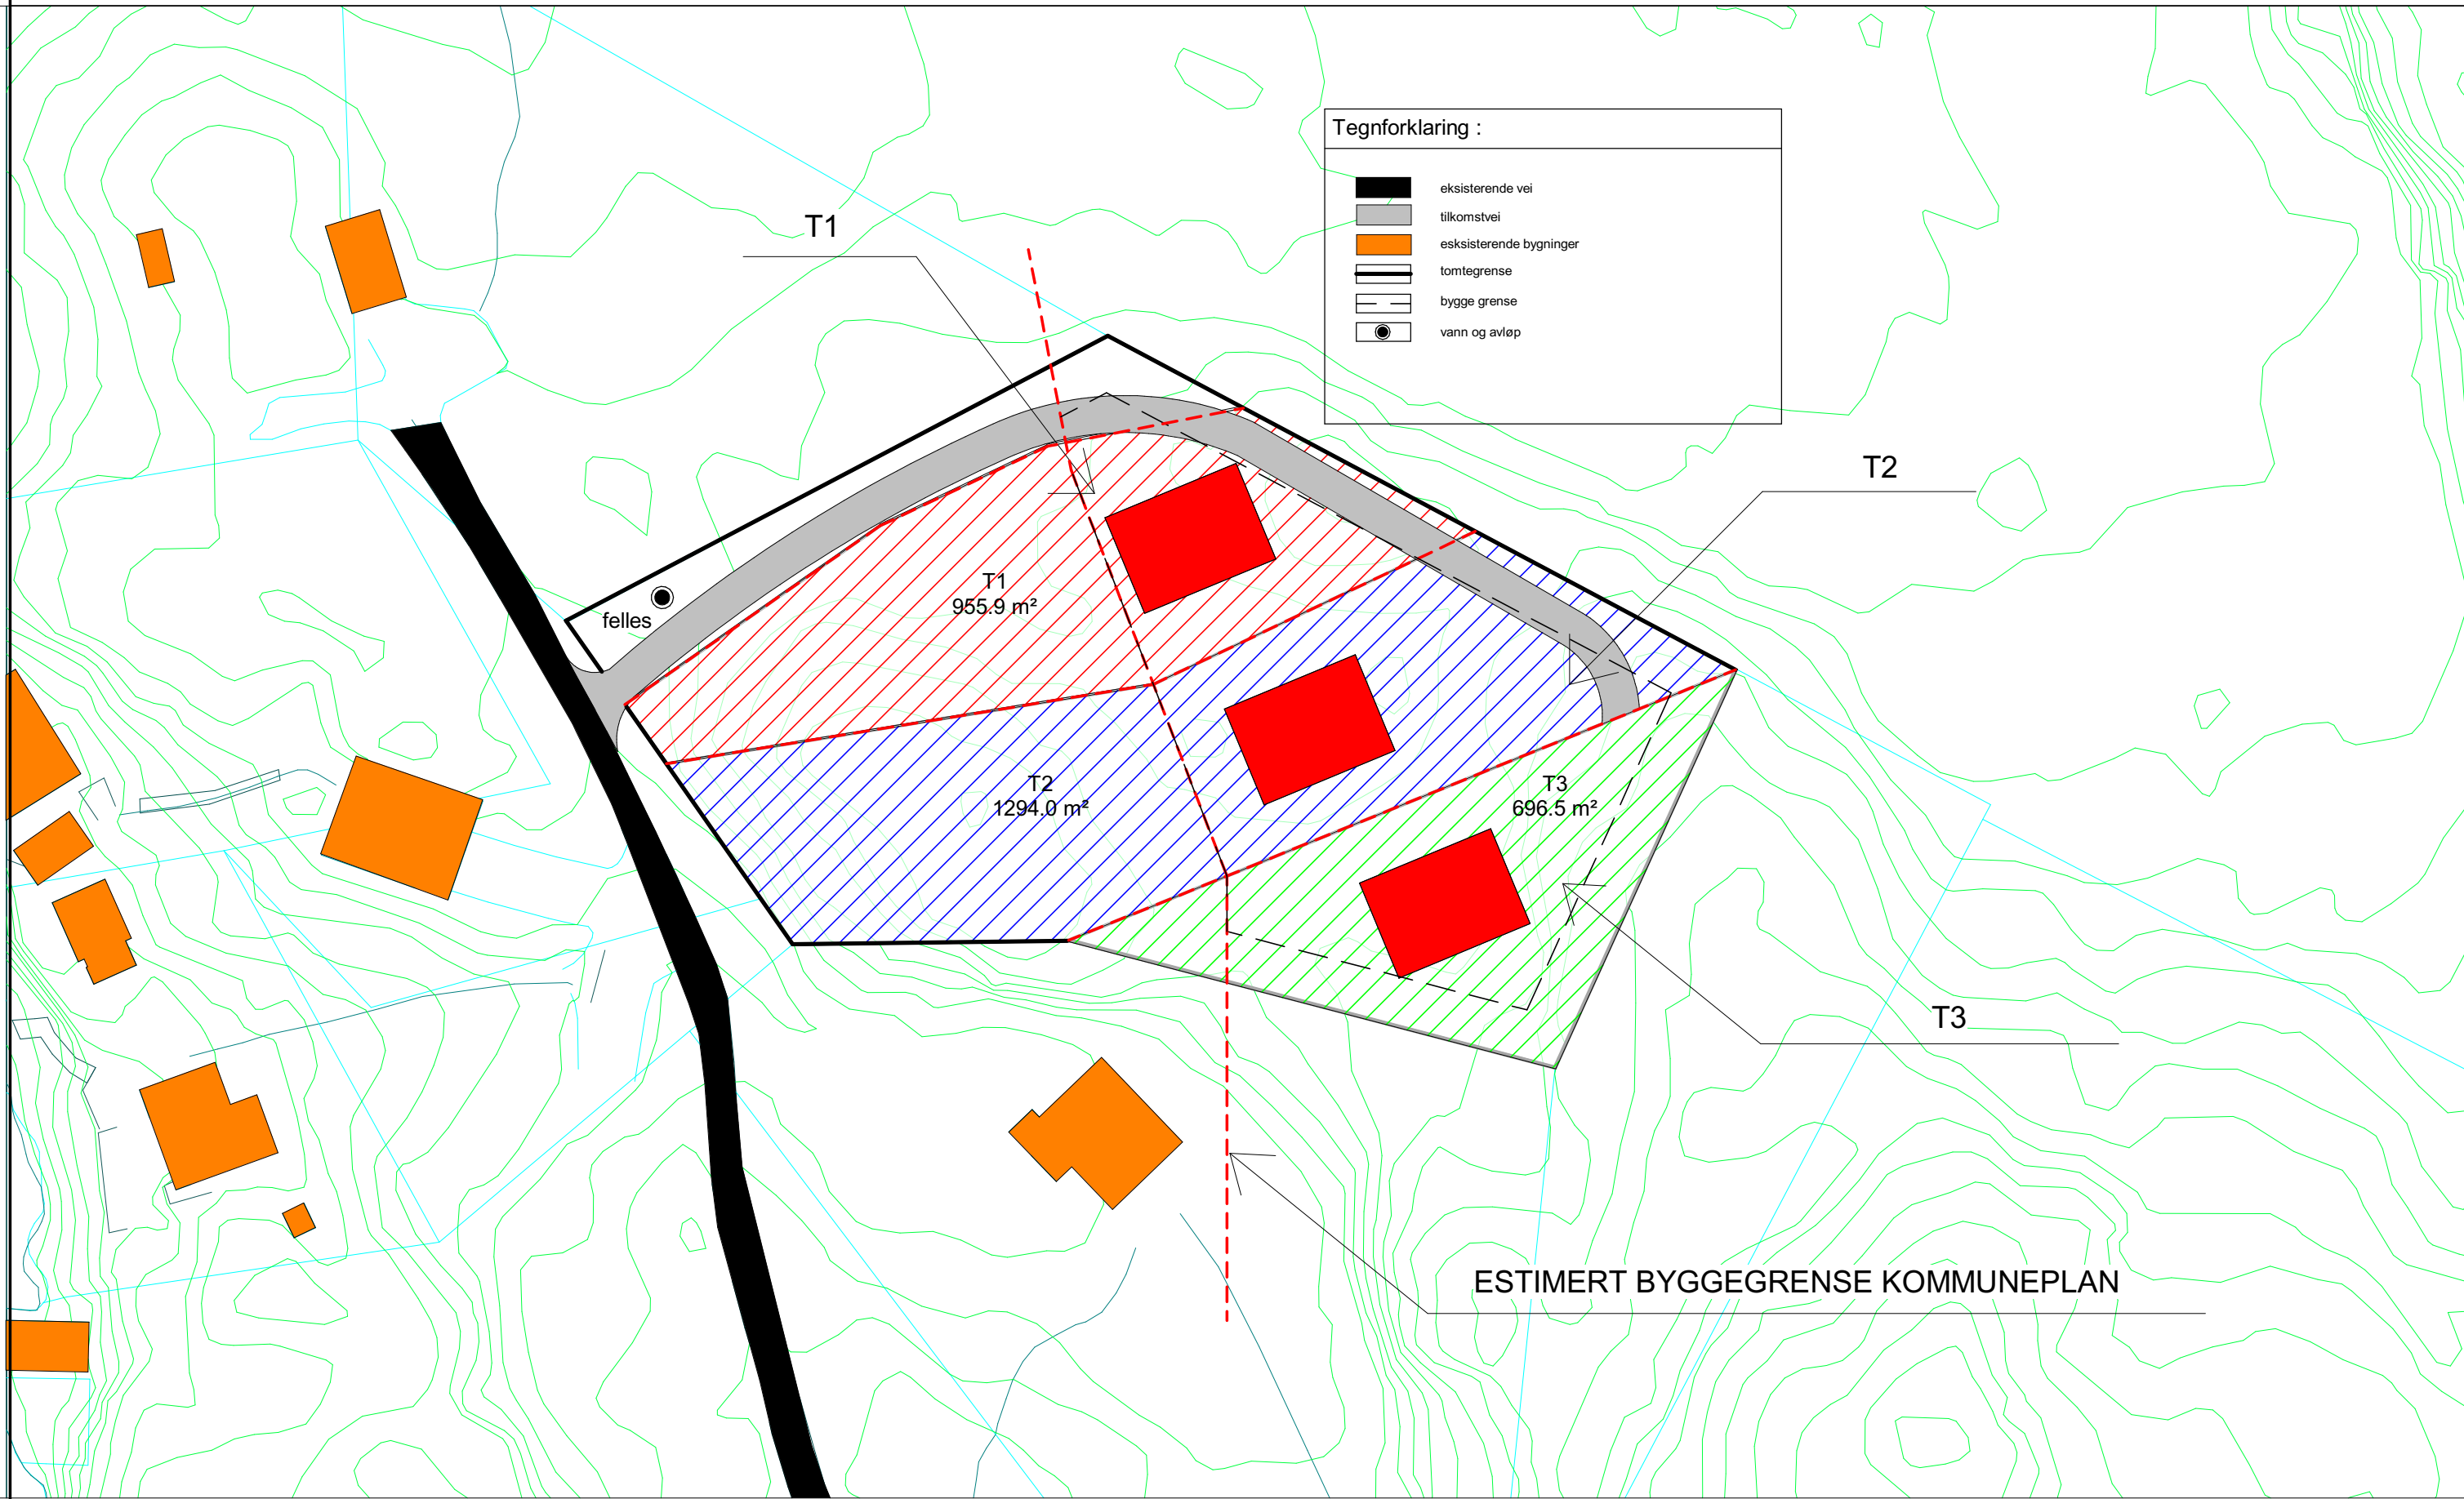 Tegnforklaring :
eksisterende vei
tilkomstvei
esksisterende bygninger
tomtegrense
bygge grense
vann og avløp
T1
T2
T1
955.9 m²
felles
T2
1294.0 m²
T3
696.5 m²
T3
ESTIMERT BYGGEGRENSE KOMMUNEPLAN